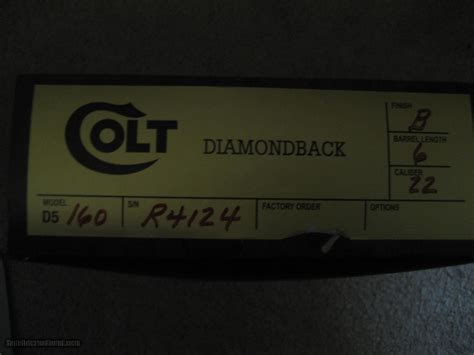 COLT
DIAMONDBACK
FINISH
B
BARREL LENGTH
6
CALIBER
22
MODEL
D5 160
S/N
R4124
FACTORY ORDER
OPTIONS